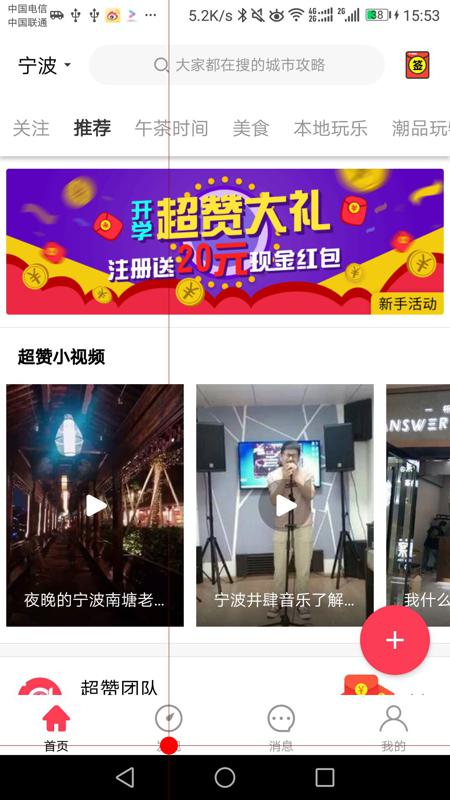 中国电信
中国联通
5.2K/s
4G
2G
38
15:53
宁波
大家都在搜的城市攻略
签
关注 推荐 午茶时间 美食 本地玩乐 潮品玩
开学
超赞大礼
注册送20元现金红包
新手活动
超赞小视频
夜晚的宁波南塘老...
宁波井肆音乐了解...
ANSWER
我什么
超赞团队
首页
消息
我的